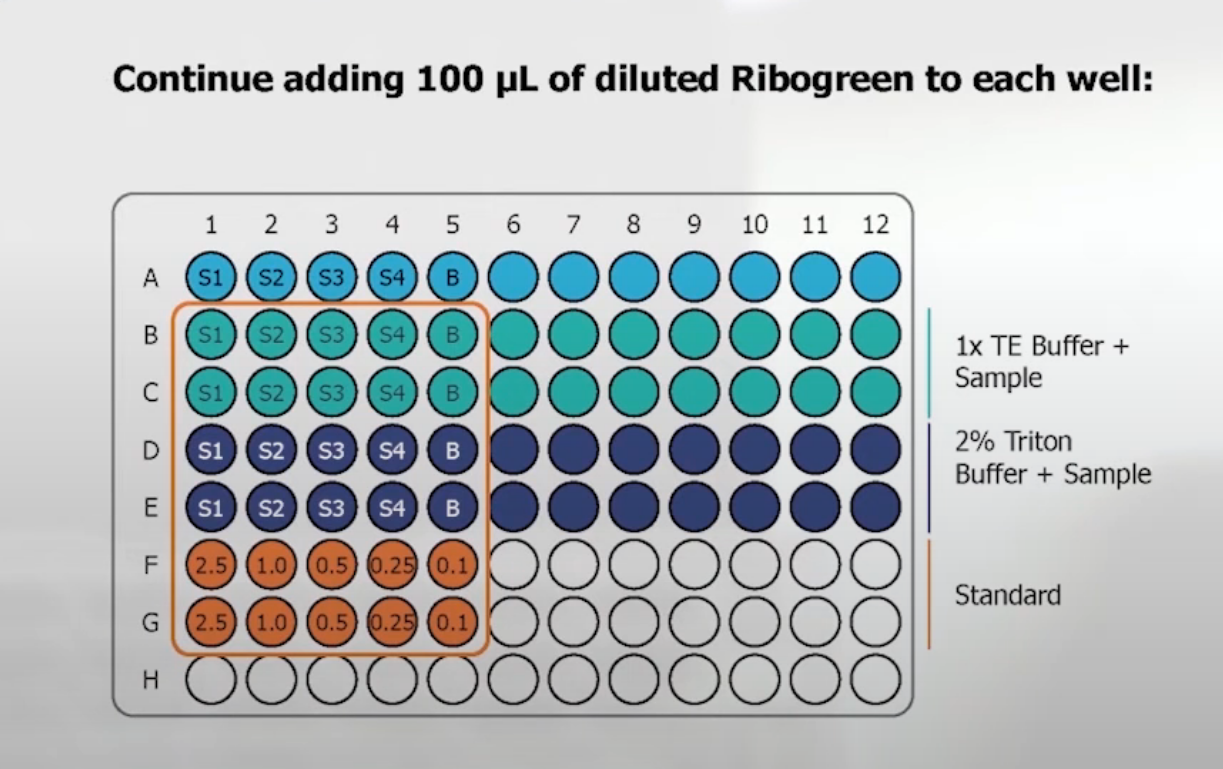 Continue adding 100 µL of diluted Ribogreen to each well:
1 2 3 4 5 6 7 8 9 10 11 12
A S1 S2 S3 S4 B
B S1 S2 S3 S4 B
C S1 S2 S3 S4 B
1x TE Buffer +
Sample
D S1 S2 S3 S4 B
E S1 S2 S3 S4 B
2% Triton
Buffer + Sample
F 2.5 1.0 0.5 0.25 0.1
G 2.5 1.0 0.5 0.25 0.1
Standard
H